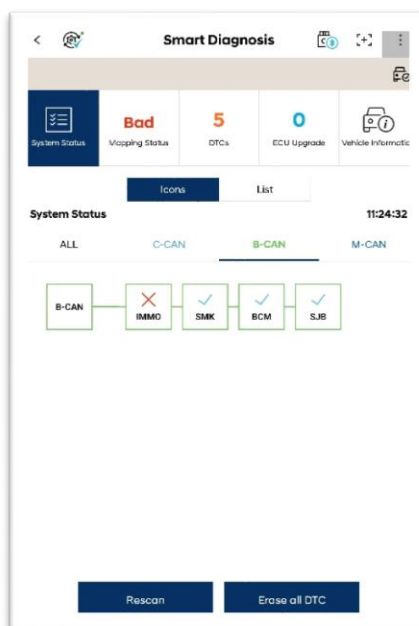 Smart Diagnosis
Bad 5 0
System Status Mapping Status DTCs ECU Upgrade Vehicle Informatic
Icons List
System Status 11:24:32
ALL C-CAN B-CAN M-CAN
B-CAN IMMO SMK BCM SJB
Rescan Erase all DTC